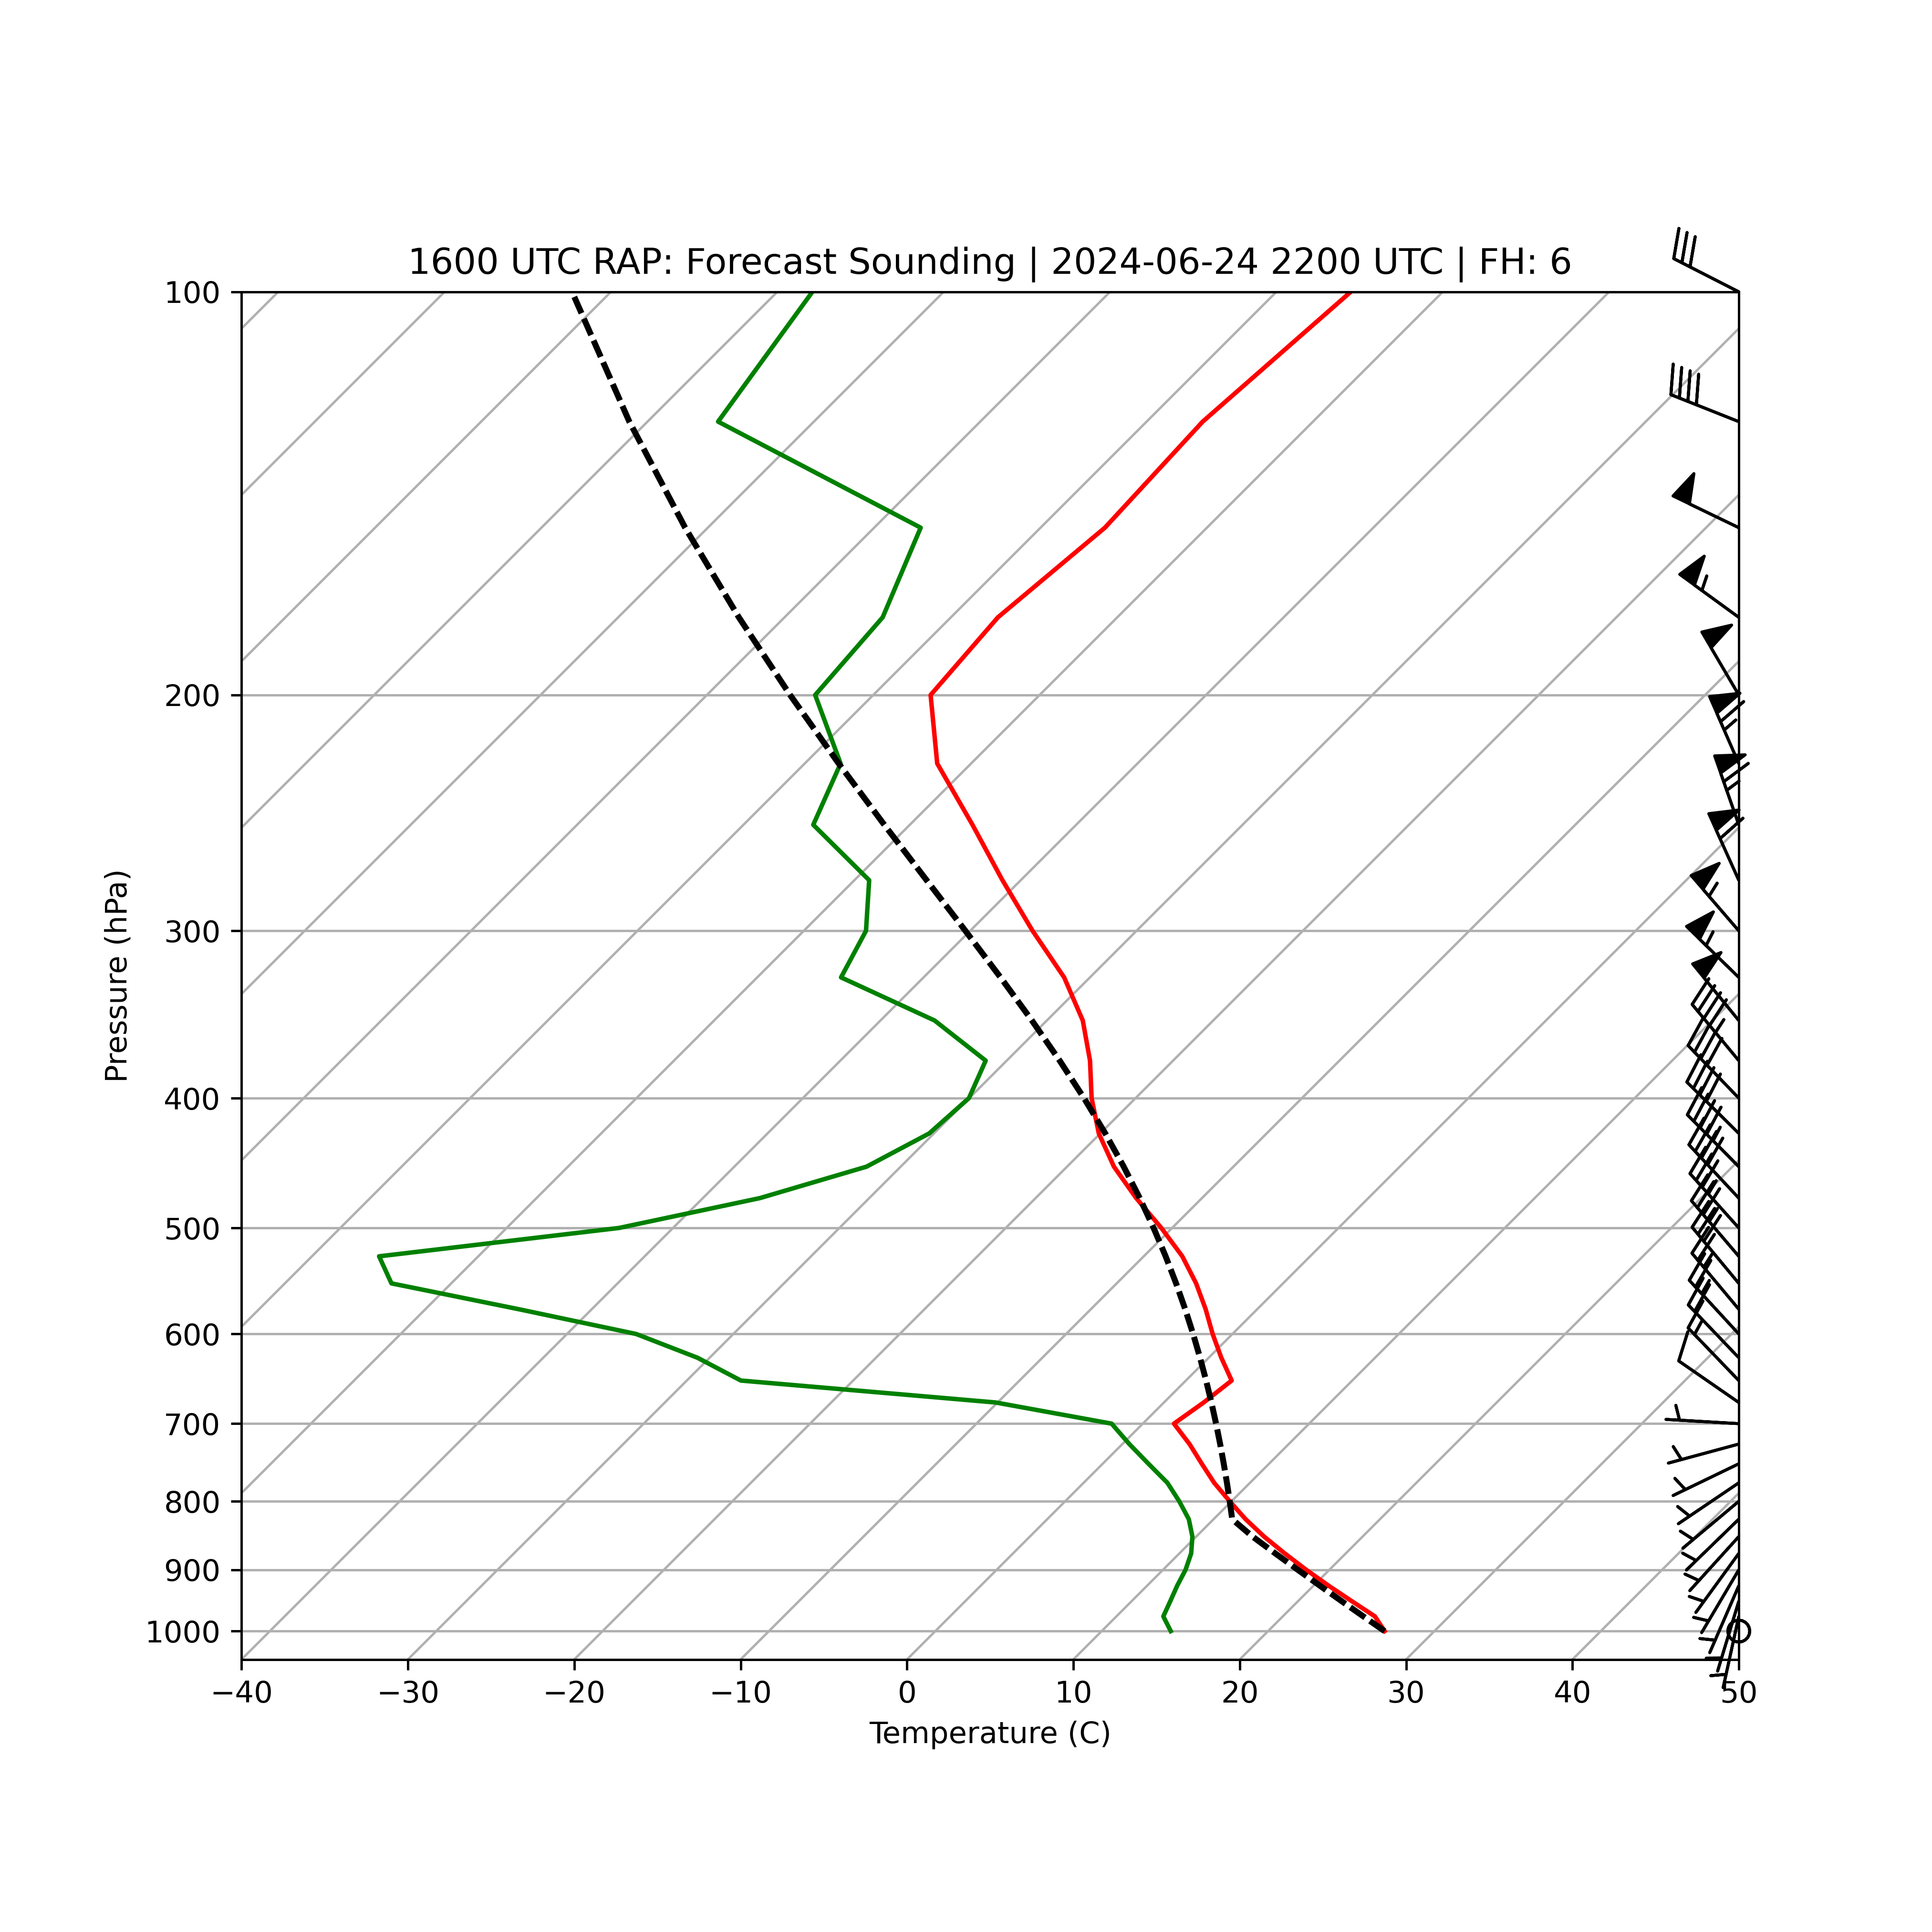 1600 UTC RAP: Forecast Sounding | 2024-06-24 2200 UTC | FH: 6
100
200
300
400
500
600
700
800
900
1000
Pressure (hPa)
−40 −30 −20 −10 0 10 20 30 40 50
Temperature (C)